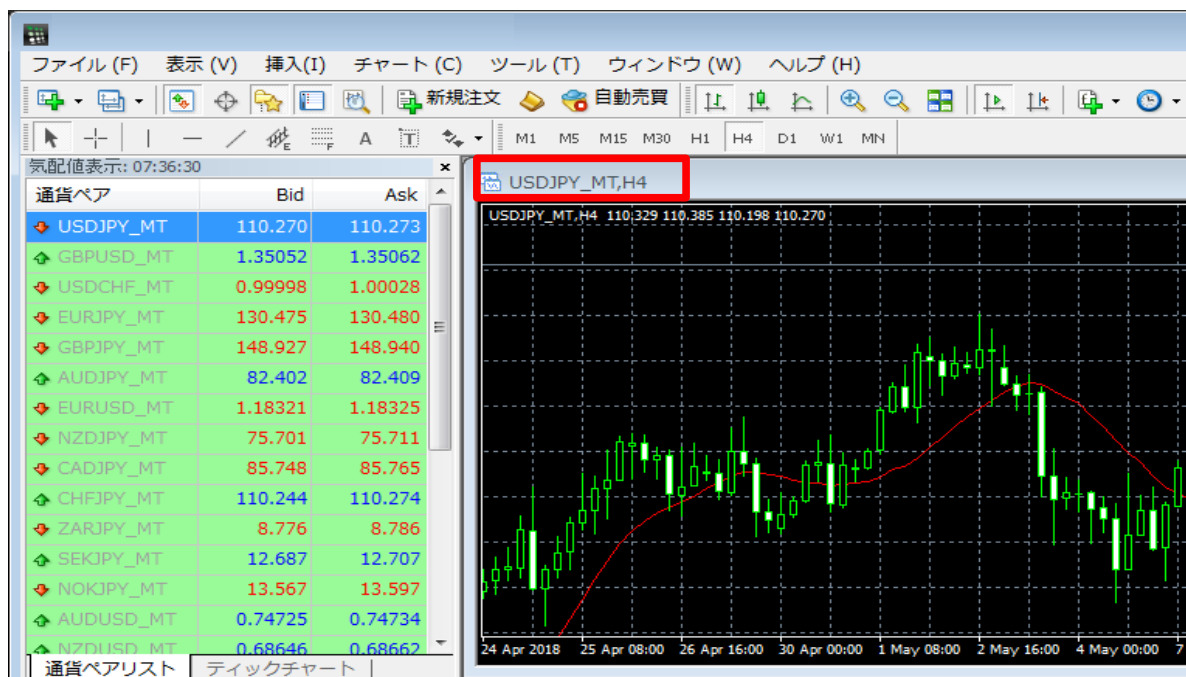 ファイル (F) 表示 (V) 挿入(I) チャート (C) ツール (T) ウィンドウ (W) ヘルプ (H)
新規注文 自動売買
E F A T M1 M5 M15 M30 H1 H4 D1 W1 MN
気配値表示: 07:36:30 x
通貨ペア Bid Ask
USDJPY_MT 110.270 110.273
GBPUSD_MT 1.35052 1.35062
USDCHF_MT 0.99998 1.00028
EURJPY_MT 130.475 130.480
GBPJPY_MT 148.927 148.940
AUDJPY_MT 82.402 82.409
EURUSD_MT 1.18321 1.18325
NZDJPY_MT 75.701 75.711
CADJPY_MT 85.748 85.765
CHFJPY_MT 110.244 110.274
ZARJPY_MT 8.776 8.786
SEKJPY_MT 12.687 12.707
NOKJPY_MT 13.567 13.597
AUDUSD_MT 0.74725 0.74734
NZDUSD_MT 0.68646 0.68662
通貨ペアリスト ティックチャート
USDJPY_MT,H4
USDJPY_MT,H4 110.329 110.385 110.198 110.270
24 Apr 2018 25 Apr 08:00 26 Apr 16:00 30 Apr 00:00 1 May 08:00 2 May 16:00 4 May 00:00 7